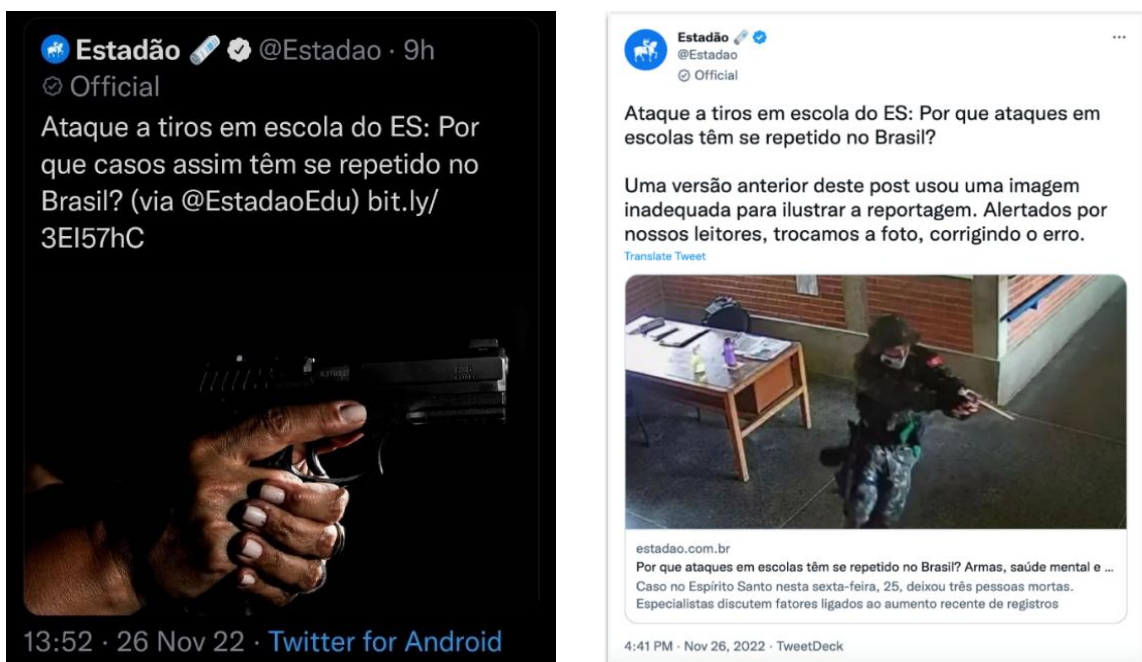 Estadão @Estadao · 9h
Official
Ataque a tiros em escola do ES: Por
que casos assim têm se repetido no
Brasil? (via @EstadaoEdu) bit.ly/
3EI57hC
13:52 · 26 Nov 22 · Twitter for Android
Estadão
@Estadao
Official
Ataque a tiros em escola do ES: Por que ataques em
escolas têm se repetido no Brasil?
Uma versão anterior deste post usou uma imagem
inadequada para ilustrar a reportagem. Alertados por
nossos leitores, trocamos a foto, corrigindo o erro.
Translate Tweet
estadao.com.br
Por que ataques em escolas têm se repetido no Brasil? Armas, saúde mental e ...
Caso no Espírito Santo nesta sexta-feira, 25, deixou três pessoas mortas.
Especialistas discutem fatores ligados ao aumento recente de registros
4:41 PM · Nov 26, 2022 · TweetDeck